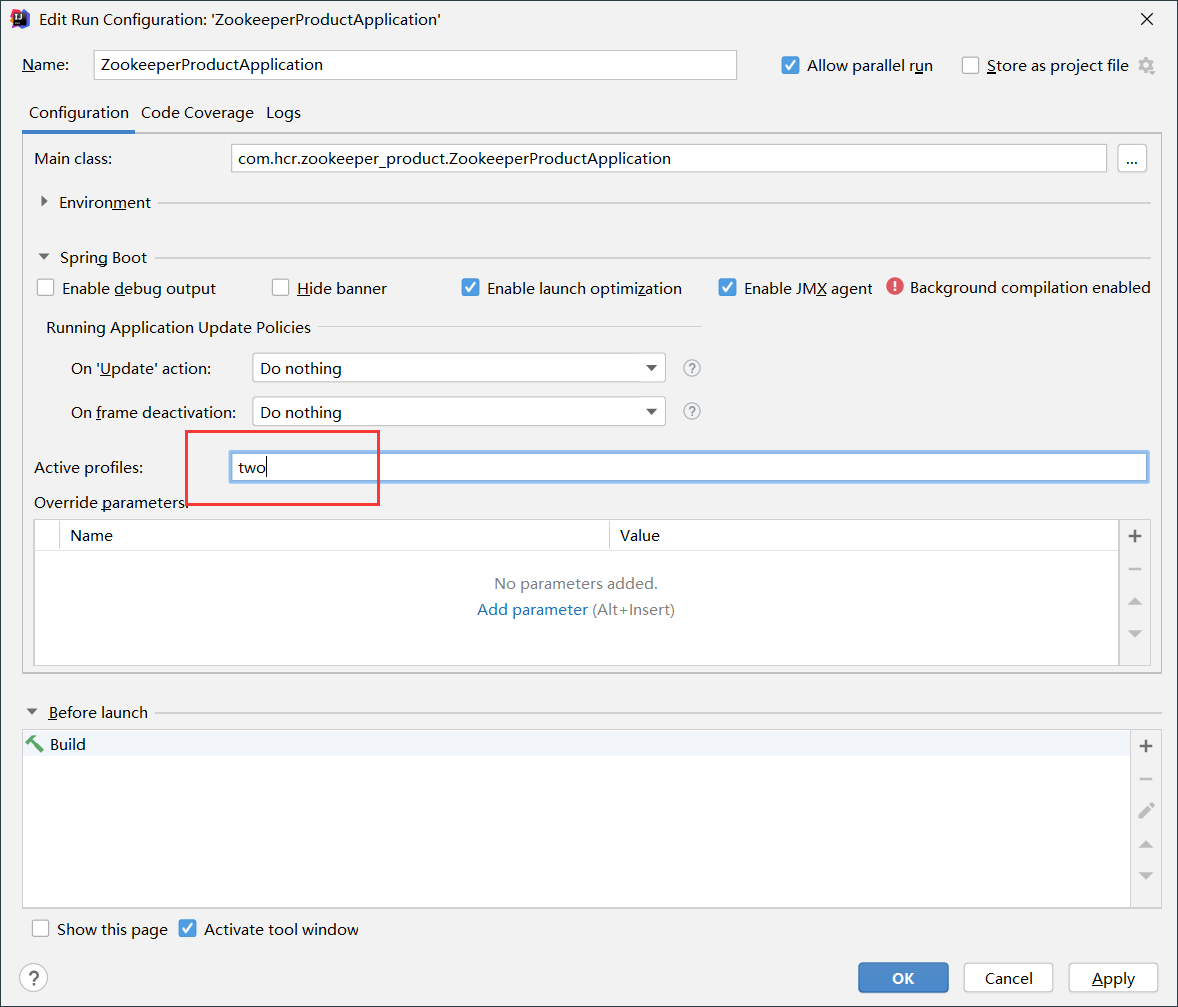 Edit Run Configuration: 'ZookeeperProductApplication'
Name: ZookeeperProductApplication Allow parallel run Store as project file
Configuration Code Coverage Logs
Main class: com.hcr.zookeeper_product.ZookeeperProductApplication ...
Environment
Spring Boot
Enable debug output Hide banner Enable launch optimization Enable JMX agent Background compilation enabled
Running Application Update Policies
On 'Update' action: Do nothing ?
On frame deactivation: Do nothing ?
Active profiles: two
Override parameters:
Name Value
No parameters added.
Add parameter (Alt+Insert)
Before launch
Build
Show this page Activate tool window
? OK Cancel Apply